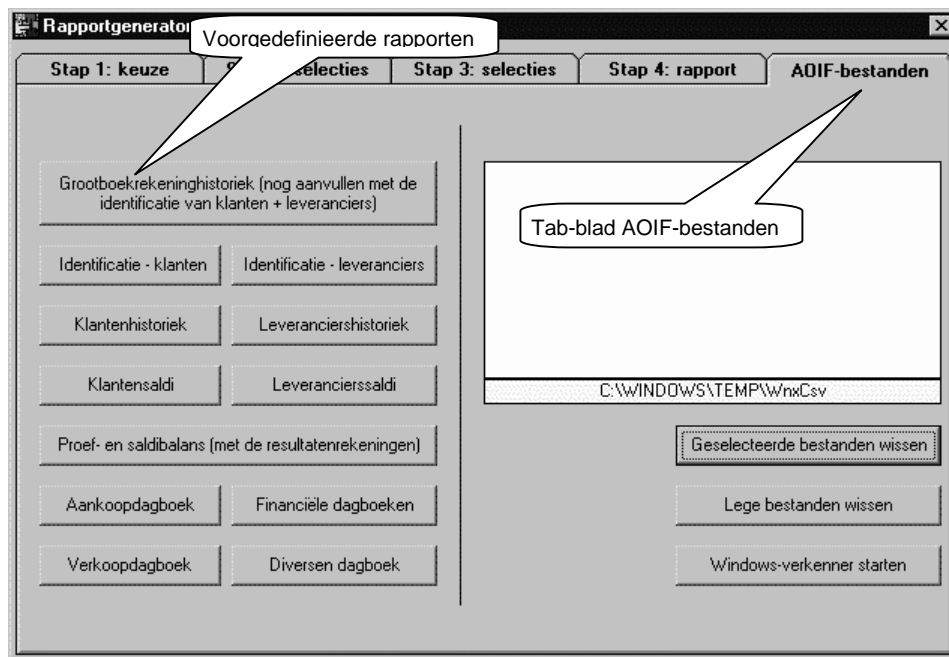 Rapportgenerator
Voorgedefinieerde rapporten
Stap 1: keuze
selecties
Stap 3: selecties
Stap 4: rapport
AOIF-bestanden
Grootboekrekeninghistoriek (nog aanvullen met de
identificatie van klanten + leveranciers)
Tab-blad AOIF-bestanden
Identificatie - klanten
Identificatie - leveranciers
Klantenhistoriek
Leveranciershistoriek
Klantensaldi
Leverancierssaldi
C:\WINDOWS\TEMP\WnxCsv
Proef- en saldibalans (met de resultatenrekeningen)
Geselecteerde bestanden wissen
Aankoopdagboek
Financiële dagboeken
Lege bestanden wissen
Verkoopdagboek
Diversen dagboek
Windows-verkenner starten